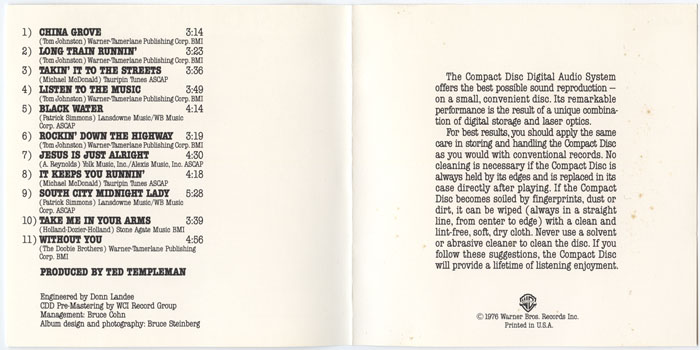 1) CHINA GROVE 3:14
(Tom Johnston) Warner-Tamerlane Publishing Corp. BMI
2) LONG TRAIN RUNNIN' 3:23
(Tom Johnston) Warner-Tamerlane Publishing Corp. BMI
3) TAKIN' IT TO THE STREETS 3:36
(Michael McDonald) Tauripin Tunes ASCAP
4) LISTEN TO THE MUSIC 3:49
(Tom Johnston) Warner-Tamerlane Publishing Corp. BMI
5) BLACK WATER 4:14
(Patrick Simmons) Lansdowne Music/WB Music
Corp. ASCAP
6) ROCKIN' DOWN THE HIGHWAY 3:19
(Tom Johnston) Warner-Tamerlane Publishing Corp. BMI
7) JESUS IS JUST ALRIGHT 4:30
(A. Reynolds) Yolk Music, Inc./Alexis Music, Inc. ASCAP
8) IT KEEPS YOU RUNNIN' 4:18
(Michael McDonald) Tauripin Tunes ASCAP
9) SOUTH CITY MIDNIGHT LADY 5:28
(Patrick Simmons) Lansdowne Music/WB Music
Corp. ASCAP
10) TAKE ME IN YOUR ARMS 3:39
(Holland-Dozier-Holland) Stone Agate Music BMI
11) WITHOUT YOU 4:56
(The Doobie Brothers) Warner-Tamerlane Publishing
Corp. BMI
PRODUCED BY TED TEMPLEMAN
Engineered by Donn Landee
CDD Pre-Mastering by WCI Record Group
Management: Bruce Cohn
Album design and photography: Bruce Steinberg
The Compact Disc Digital Audio System
offers the best possible sound reproduction –
on a small, convenient disc. Its remarkable
performance is the result of a unique combina-
tion of digital storage and laser optics.
For best results, you should apply the same
care in storing and handling the Compact Disc
as you would with conventional records. No
cleaning is necessary if the Compact Disc is
always held by its edges and is replaced in its
case directly after playing. If the Compact
Disc becomes soiled by fingerprints, dust or
dirt, it can be wiped (always in a straight
line, from center to edge) with a clean and
lint-free, soft, dry cloth. Never use a solvent
or abrasive cleaner to clean the disc. If you
follow these suggestions, the Compact Disc
will provide a lifetime of listening enjoyment.
© 1976 Warner Bros. Records Inc.
Printed in U.S.A.